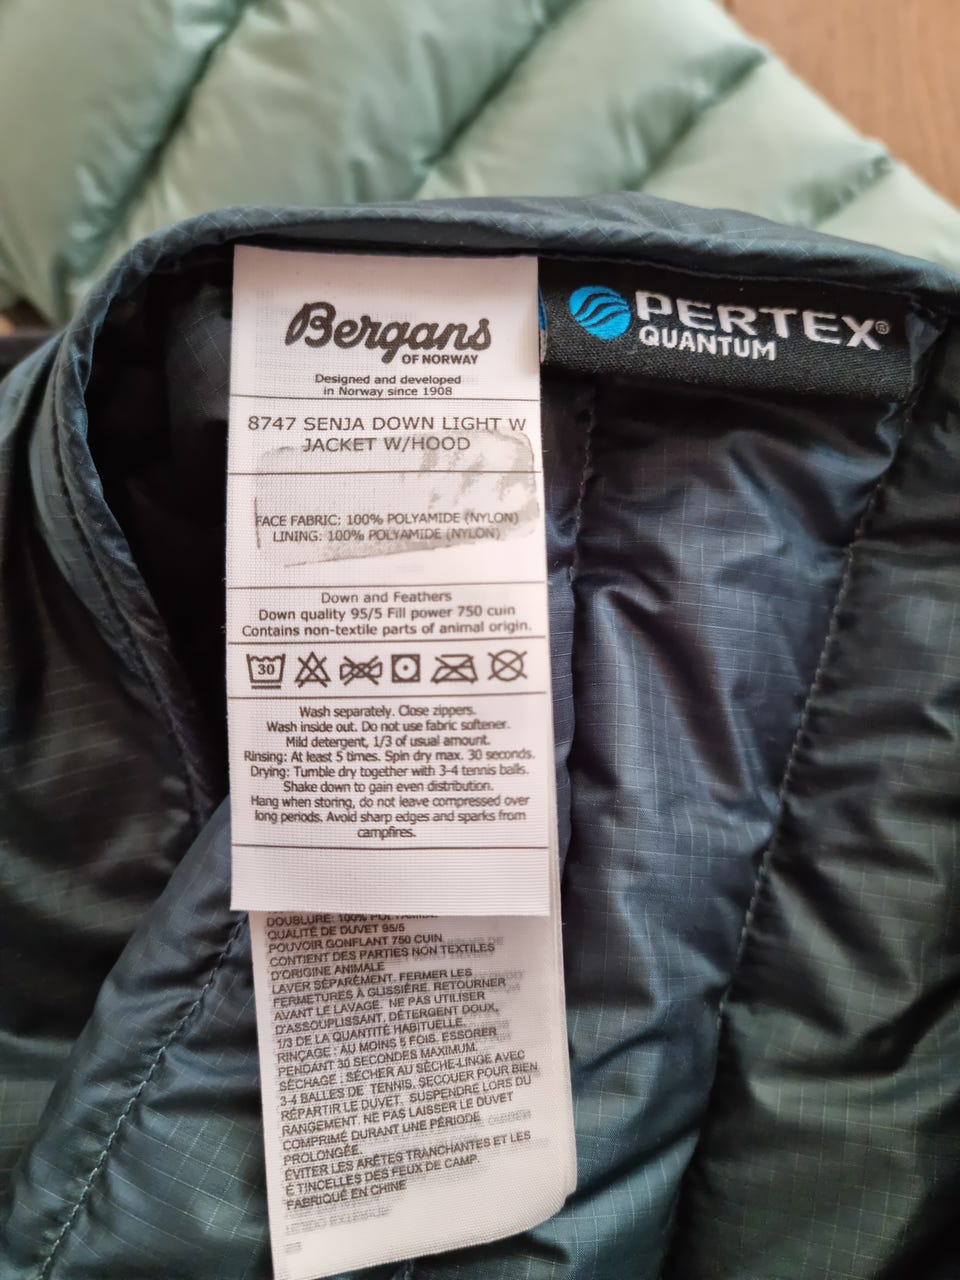 Bergans
OF NORWAY
Designed and developed
in Norway since 1908
8747 SENJA DOWN LIGHT W
JACKET W/HOOD
FACE FABRIC: 100% POLYAMIDE (NYLON)
LINING: 100% POLYAMIDE (NYLON)
Down and Feathers
Down quality 95/5 Fill power 750 cuin
Contains non-textile parts of animal origin.
30
Wash separately. Close zippers.
Wash inside out. Do not use fabric softener.
Mild detergent, 1/3 of usual amount.
Rinsing: At least 5 times. Spin dry max. 30 seconds.
Drying: Tumble dry together with 3-4 tennis balls.
Shake down to gain even distribution.
Hang when storing, do not leave compressed over
long periods. Avoid sharp edges and sparks from
campfires.
PERTEX®
QUANTUM
DOUBLURE: 100% POLYAMIDE
QUALITÉ DE DUVET 95/5
POUVOIR GONFLANT 750 CUIN
CONTIENT DES PARTIES NON TEXTILES
D'ORIGINE ANIMALE
LAVER SÉPARÉMENT. FERMER LES
FERMETURES À GLISSIÈRE. RETOURNER
AVANT LE LAVAGE. NE PAS UTILISER
D'ASSOUPLISSANT. DÉTERGENT DOUX,
1/3 DE LA QUANTITÉ HABITUELLE.
RINÇAGE : AU MOINS 5 FOIS. ESSORER
PENDANT 30 SECONDES MAXIMUM.
SÉCHAGE : SÉCHER AU SÈCHE-LINGE AVEC
3-4 BALLES DE TENNIS. SECOUER POUR BIEN
RÉPARTIR LE DUVET. SUSPENDRE LORS DU
RANGEMENT. NE PAS LAISSER LE DUVET
COMPRIMÉ DURANT UNE PÉRIODE
PROLONGÉE.
ÉVITER LES ARÊTES TRANCHANTES ET LES
ÉTINCELLES DES FEUX DE CAMP.
FABRIQUÉ EN CHINE